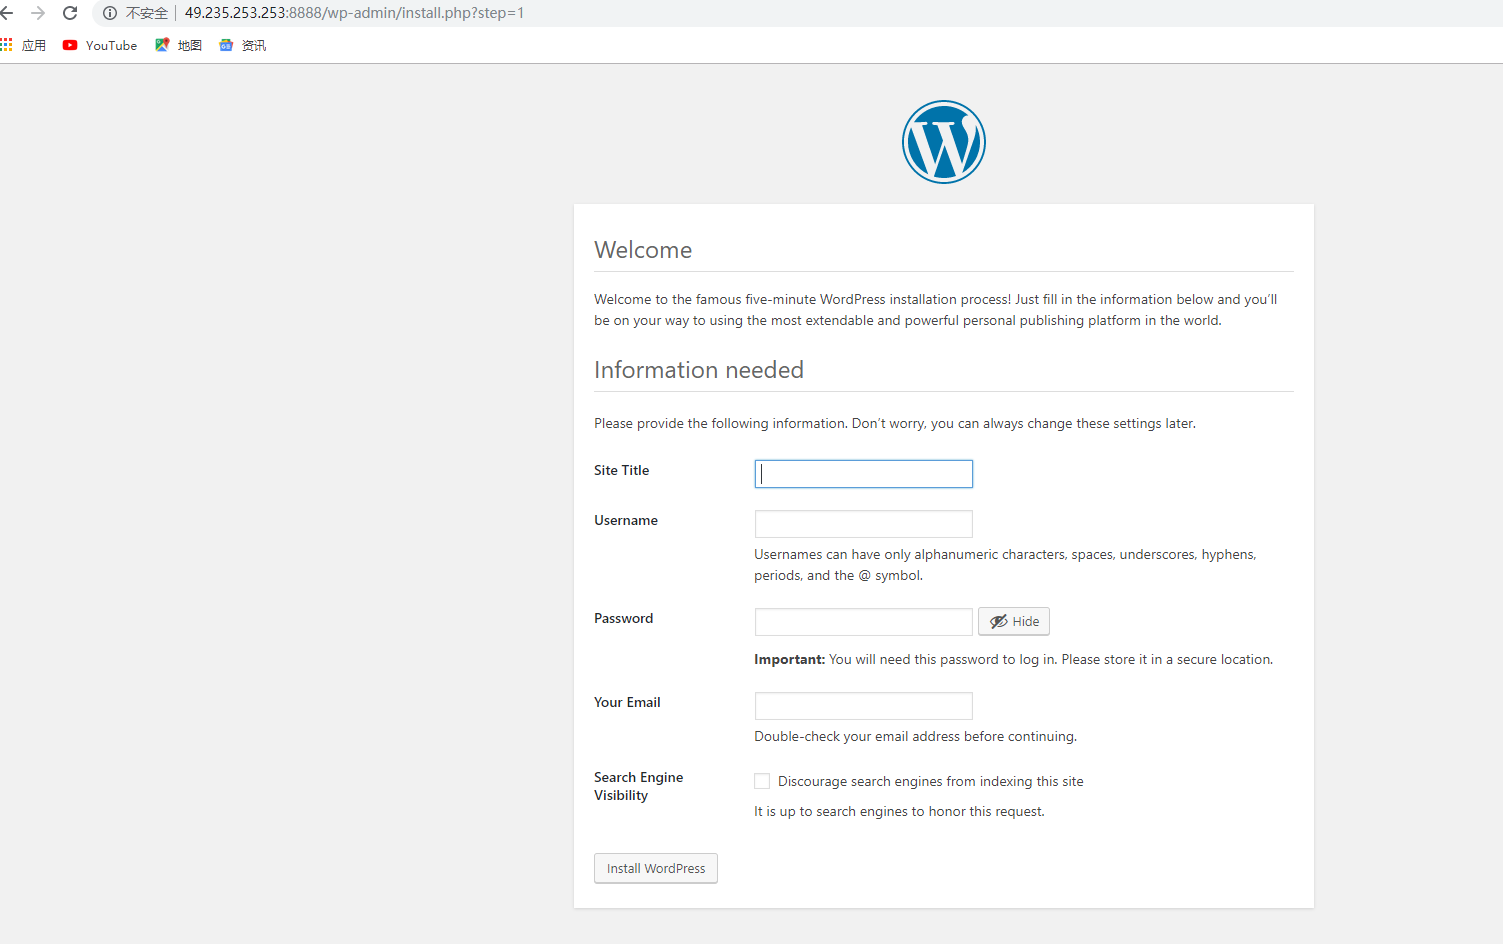 不安全 49.235.253.253:8888/wp-admin/install.php?step=1
应用 YouTube 地图 资讯
Welcome
Welcome to the famous five-minute WordPress installation process! Just fill in the information below and you’ll
be on your way to using the most extendable and powerful personal publishing platform in the world.
Information needed
Please provide the following information. Don’t worry, you can always change these settings later.
Site Title
Username
Usernames can have only alphanumeric characters, spaces, underscores, hyphens,
periods, and the @ symbol.
Password Hide
Important: You will need this password to log in. Please store it in a secure location.
Your Email
Double-check your email address before continuing.
Search Engine
Visibility
Discourage search engines from indexing this site
It is up to search engines to honor this request.
Install WordPress